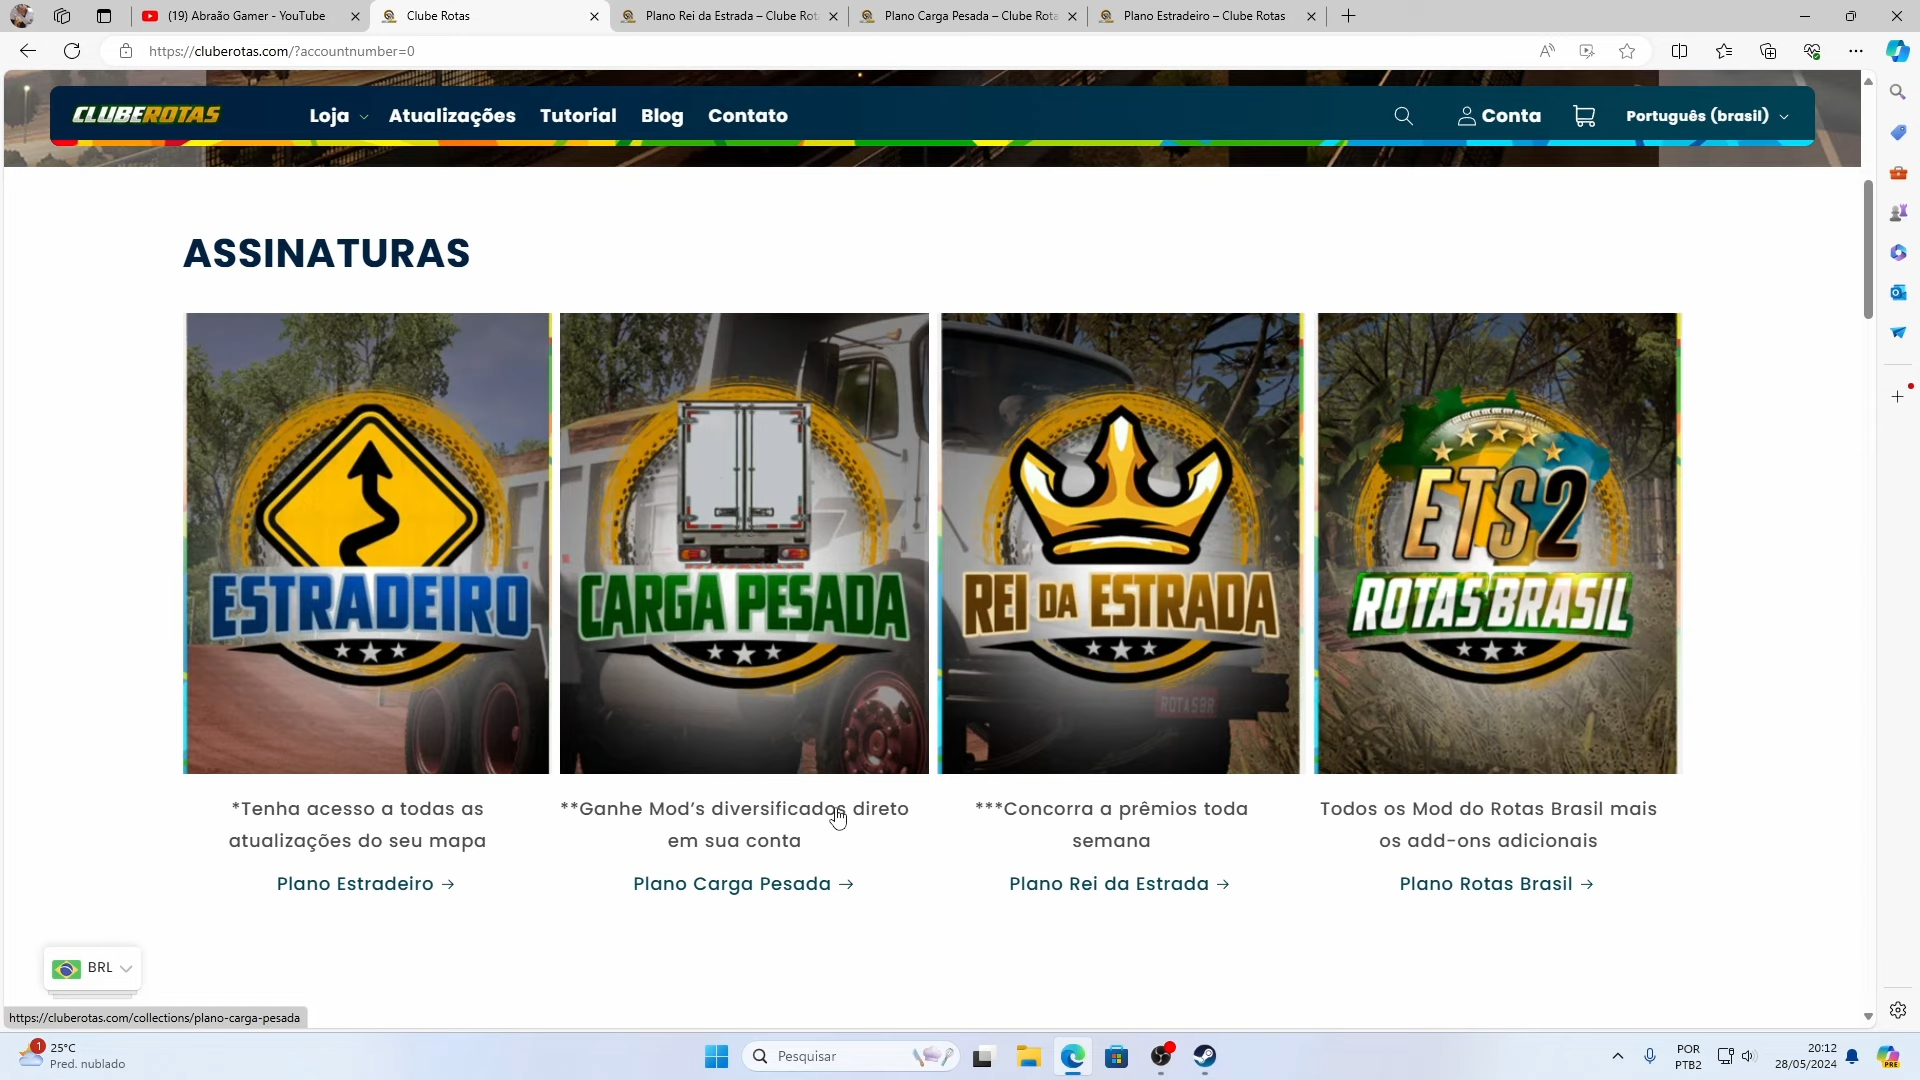 (19) Abraão Gamer - YouTube
Clube Rotas
Plano Rei da Estrada – Clube Rot
Plano Carga Pesada – Clube Rota
Plano Estradeiro – Clube Rotas
https://cluberotas.com/?accountnumber=0
CLUBEROTAS
Loja
Atualizações
Tutorial
Blog
Contato
Conta
Português (brasil)
ASSINATURAS
ESTRADEIRO
CARGA PESADA
REI DA ESTRADA
ROTASBR
ETS2
ROTAS BRASIL
*Tenha acesso a todas as
atualizações do seu mapa
Plano Estradeiro →
**Ganhe Mod's diversificados direto
em sua conta
Plano Carga Pesada →
***Concorra a prêmios toda
semana
Plano Rei da Estrada →
Todos os Mod do Rotas Brasil mais
os add-ons adicionais
Plano Rotas Brasil →
BRL
https://cluberotas.com/collections/plano-carga-pesada
1
25°C
Pred. nublado
Pesquisar
POR
PTB2
20:12
28/05/2024
PRE